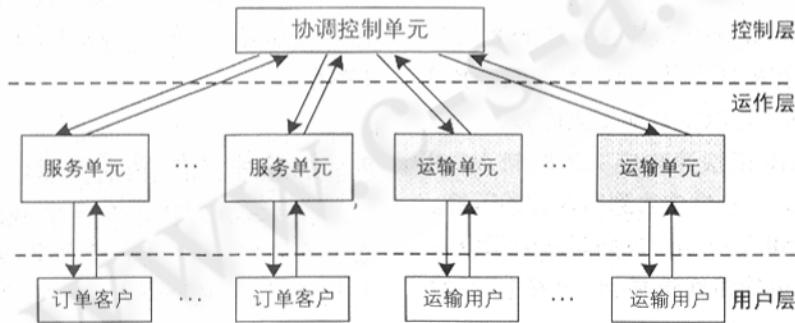 协调控制单元
控制层
运作层
服务单元 ... 服务单元 运输单元 ... 运输单元
订单客户 ... 订单客户 运输用户 ... 运输用户
用户层
www.c-s-a.